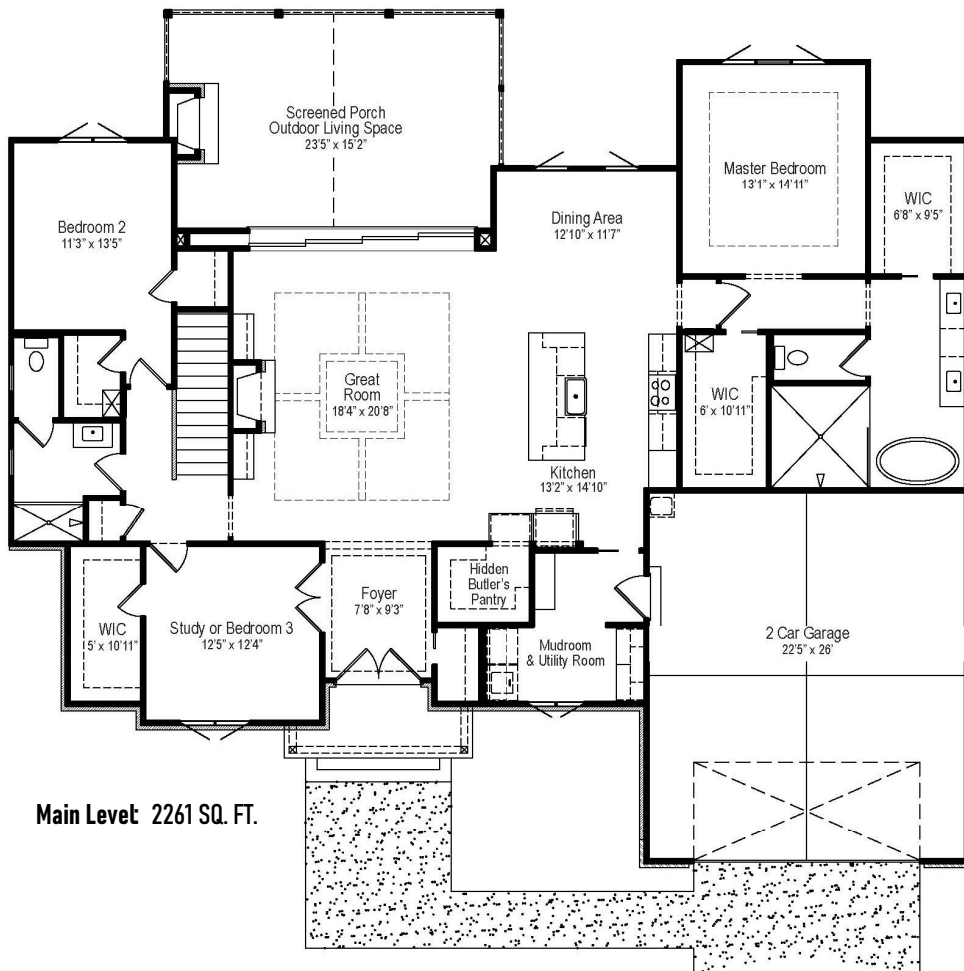 Screened Porch
Outdoor Living Space
23'5" x 15'2"
Master Bedroom
13'1" x 14'11"
WIC
6'8" x 9'5"
Bedroom 2
11'3" x 13'5"
Dining Area
12'10" x 11'7"
Great
Room
18'4" x 20'8"
WIC
6' x 10'11"
Kitchen
13'2" x 14'10"
Hidden
Butler's
Pantry
Foyer
7'8" x 9'3"
WIC
5' x 10'11"
Study or Bedroom 3
12'5" x 12'4"
Mudroom
& Utility Room
2 Car Garage
22'5" x 26'
Main Level: 2261 SQ. FT.